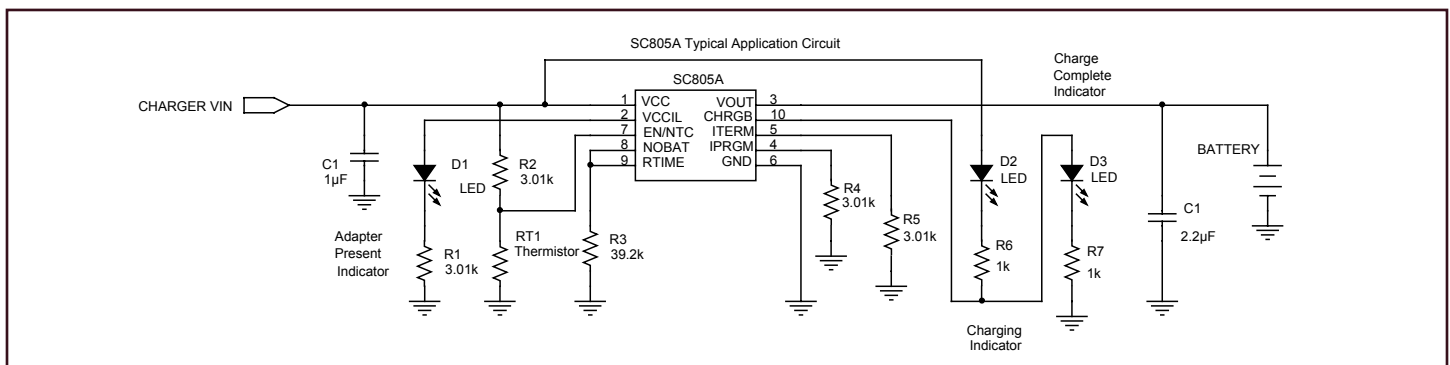 SC805A Typical Application Circuit
Charge
Complete
Indicator
SC805A
CHARGER VIN
1 VCC VOUT 3
2 VCCIL CHRGB 10
7 EN/NTC ITERM 5
8 NOBAT IPRGM 4
9 RTIME GND 6
C1
1µF
D1
LED
R2
3.01k
D2
LED
D3
LED
BATTERY
R4
3.01k
R5
3.01k
C1
2.2µF
Adapter
Present
Indicator
R1
3.01k
RT1
Thermistor
R3
39.2k
R6
1k
R7
1k
Charging
Indicator